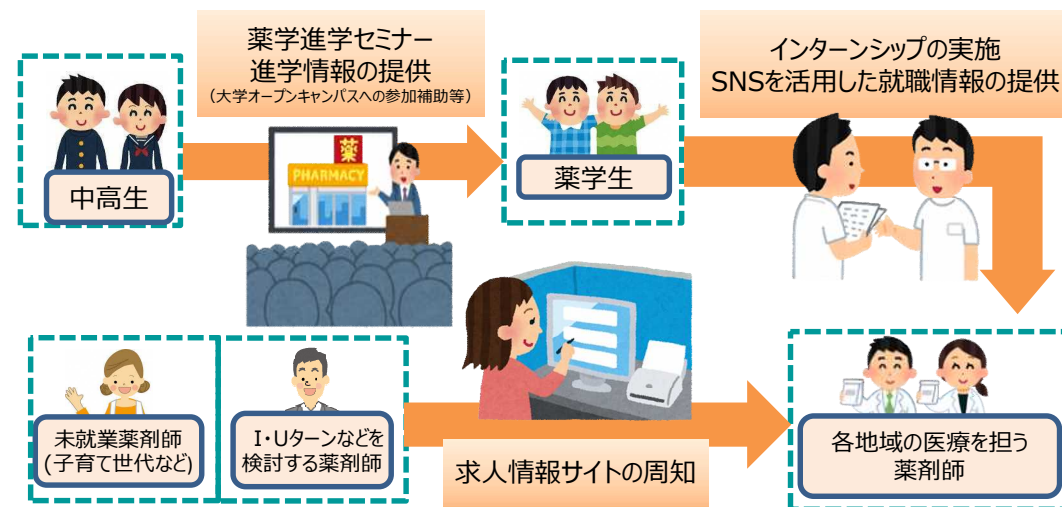 薬学進学セミナー
進学情報の提供
(大学オープンキャンパスへの参加補助等)
インターンシップの実施
SNSを活用した就職情報の提供
中高生
薬
PHARMACY
薬学生
未就業薬剤師
(子育て世代など)
I・Uターンなどを
検討する薬剤師
求人情報サイトの周知
各地域の医療を担う
薬剤師